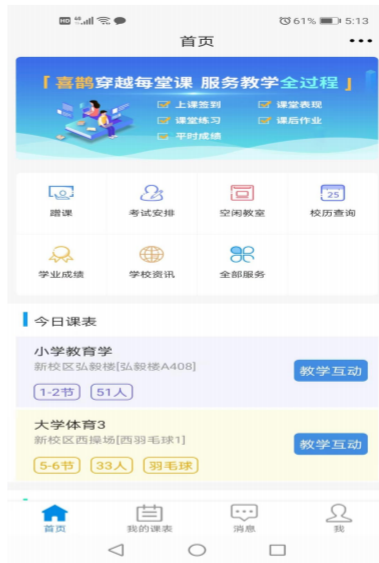 HD 61% 5:13
首页
「喜鹊穿越每堂课 服务教学全过程」
上课签到 课堂表现
课堂练习 课后作业
平时成绩
25
蹭课 考试安排 空闲教室 校历查询
学业成绩 学校资讯 全部服务
今日课表
小学教育学
新校区弘毅楼[弘毅楼A408]
教学互动
1-2节 51人
大学体育3
新校区西操场[西羽毛球1]
教学互动
5-6节 33人 羽毛球
首页 我的课表 消息 我